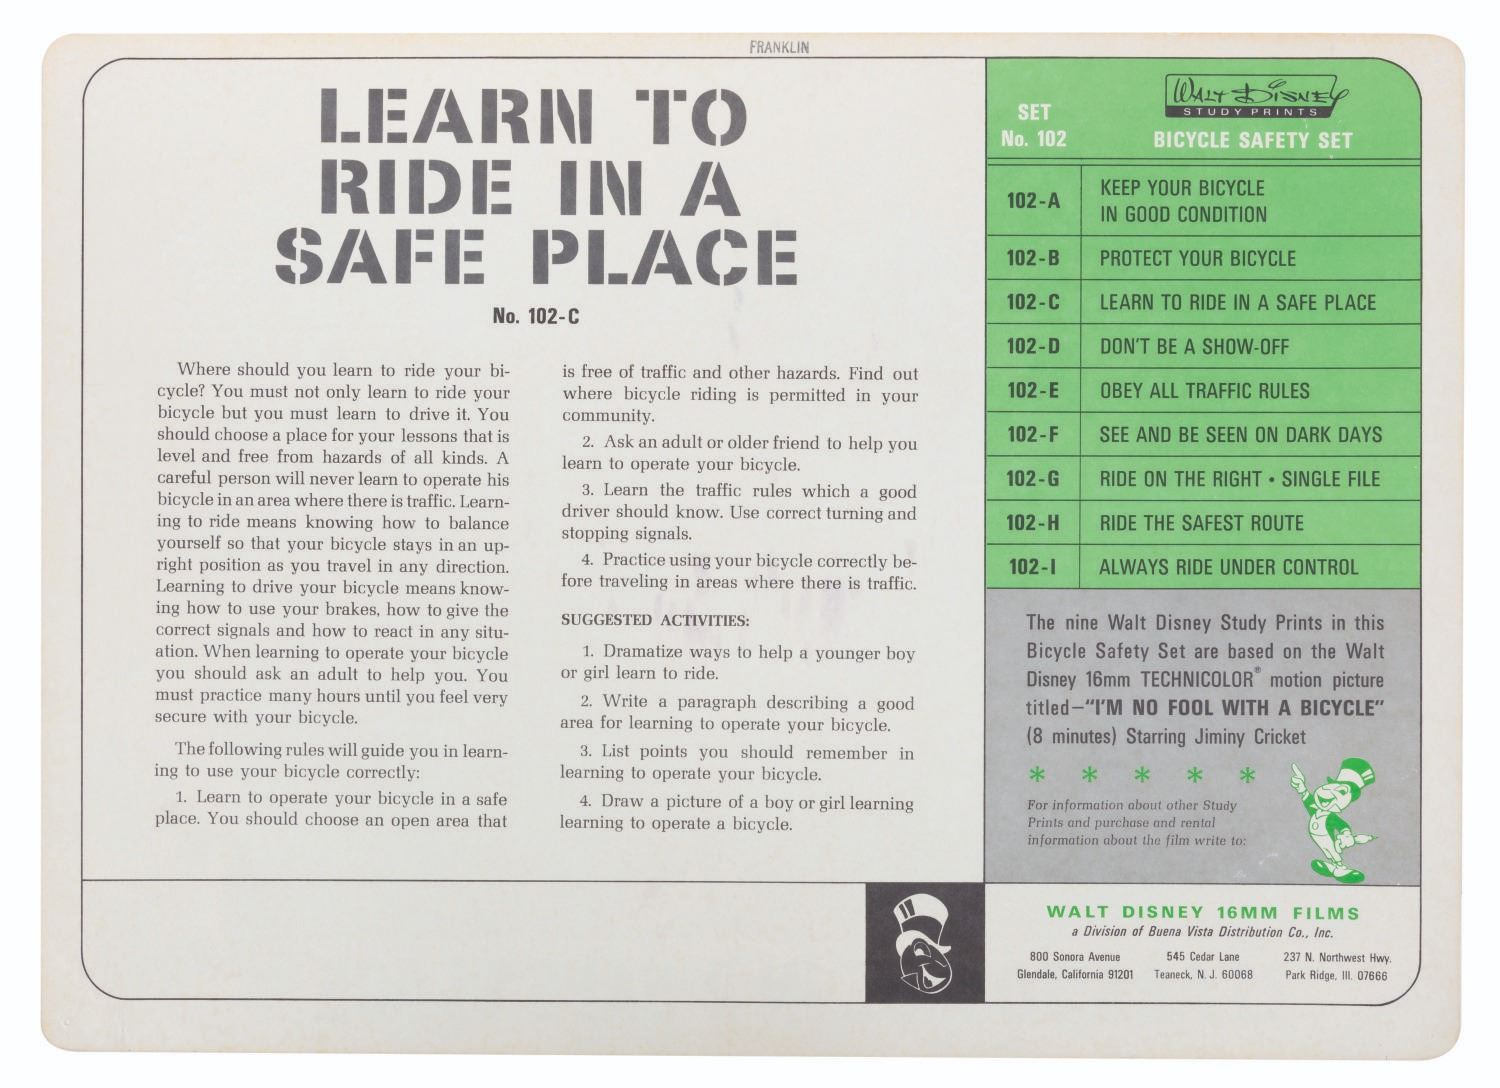 FRANKLIN
LEARN TO
RIDE IN A
SAFE PLACE
No. 102-C
Where should you learn to ride your bi-
cycle? You must not only learn to ride your
bicycle but you must learn to drive it. You
should choose a place for your lessons that is
level and free from hazards of all kinds. A
careful person will never learn to operate his
bicycle in an area where there is traffic. Learn-
ing to ride means knowing how to balance
yourself so that your bicycle stays in an up-
right position as you travel in any direction.
Learning to drive your bicycle means know-
ing how to use your brakes, how to give the
correct signals and how to react in any situ-
ation. When learning to operate your bicycle
you should ask an adult to help you. You
must practice many hours until you feel very
secure with your bicycle.
The following rules will guide you in learn-
ing to use your bicycle correctly:
1. Learn to operate your bicycle in a safe
place. You should choose an open area that
is free of traffic and other hazards. Find out
where bicycle riding is permitted in your
community.
2. Ask an adult or older friend to help you
learn to operate your bicycle.
3. Learn the traffic rules which a good
driver should know. Use correct turning and
stopping signals.
4. Practice using your bicycle correctly be-
fore traveling in areas where there is traffic.
SUGGESTED ACTIVITIES:
1. Dramatize ways to help a younger boy
or girl learn to ride.
2. Write a paragraph describing a good
area for learning to operate your bicycle.
3. List points you should remember in
learning to operate your bicycle.
4. Draw a picture of a boy or girl learning
learning to operate a bicycle.
SET
No. 102
WALT DISNEY
STUDY PRINTS
BICYCLE SAFETY SET
102-A KEEP YOUR BICYCLE
IN GOOD CONDITION
102-B PROTECT YOUR BICYCLE
102-C LEARN TO RIDE IN A SAFE PLACE
102-D DON'T BE A SHOW-OFF
102-E OBEY ALL TRAFFIC RULES
102-F SEE AND BE SEEN ON DARK DAYS
102-G RIDE ON THE RIGHT • SINGLE FILE
102-H RIDE THE SAFEST ROUTE
102-I ALWAYS RIDE UNDER CONTROL
The nine Walt Disney Study Prints in this
Bicycle Safety Set are based on the Walt
Disney 16mm TECHNICOLOR® motion picture
titled—"I'M NO FOOL WITH A BICYCLE"
(8 minutes) Starring Jiminy Cricket
* * * * *
For information about other Study
Prints and purchase and rental
information about the film write to:
WALT DISNEY 16MM FILMS
a Division of Buena Vista Distribution Co., Inc.
800 Sonora Avenue 545 Cedar Lane 237 N. Northwest Hwy.
Glendale, California 91201 Teaneck, N. J. 60068 Park Ridge, Ill. 07666